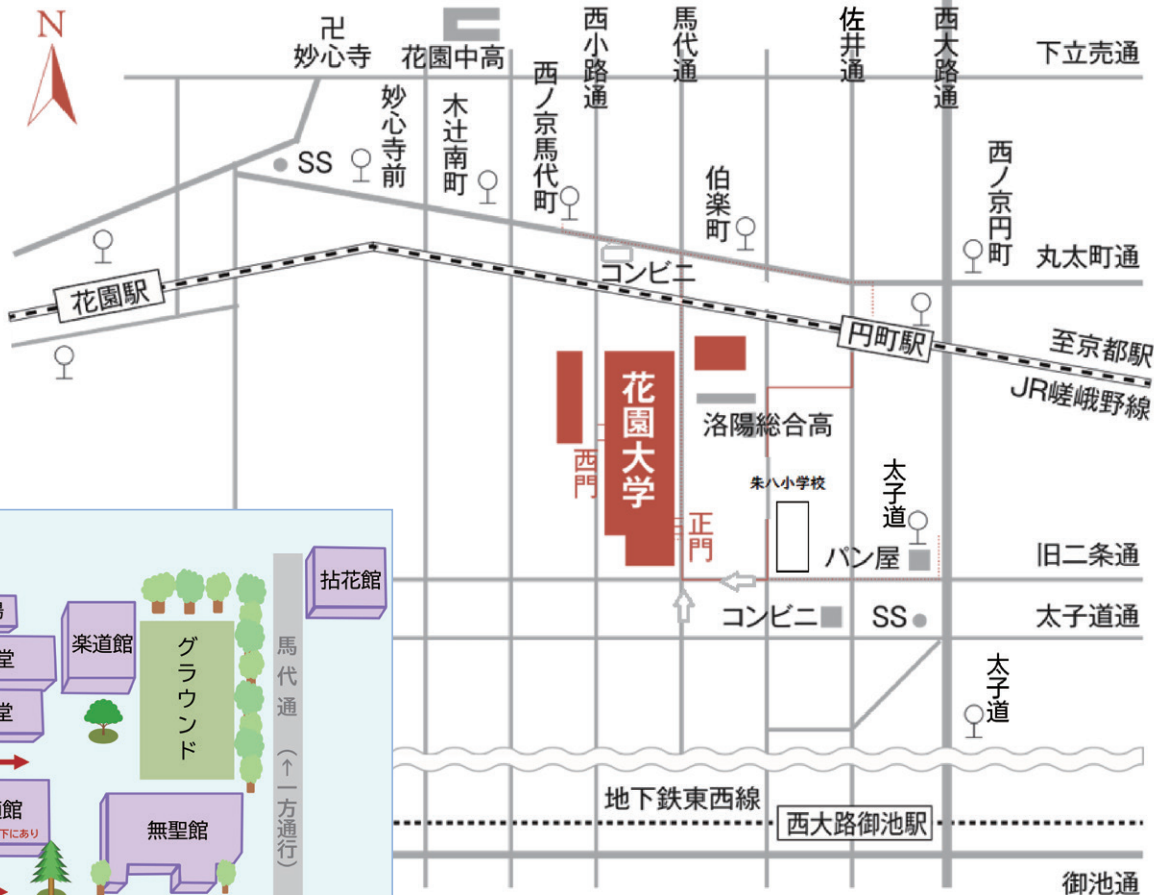 N
卍
妙心寺
花園中高
西小路通
馬代通
佐井通
西大路通
下立売通
SS
妙心寺前
木辻南町
西ノ京馬代町
伯楽町
西ノ京円町
丸太町通
コンビニ
花園駅
円町駅
至京都駅
JR嵯峨野線
花園大学
洛陽総合高
西門
朱八小学校
太子道
正門
パン屋
旧二条通
コンビニ
SS
太子道通
太子道
地下鉄東西線
西大路御池駅
御池通
拈花館
楽道館
グラウンド
馬代通
(↑一方通行)
堂
堂
館
下にあり
無聖館